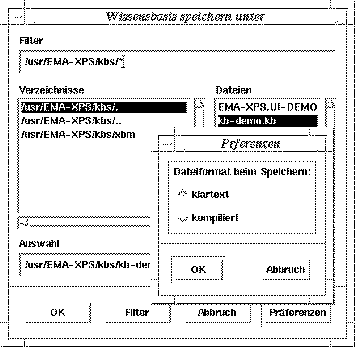 Wissensbasis speichern unter
Filter
/usr/EMA-XPS/kbs/*
Verzeichnisse
Dateien
/usr/EMA-XPS/kbs/.
/usr/EMA-XPS/kbs/..
/usr/EMA-XPS/kbs/xbm
EMA-XPS.UI-DEMO
kb-demo.kb
Präferenzen
Dateiformat beim Speichern:
klartext
kompiliert
OK
Abbruch
Auswahl
/usr/EMA-XPS/kbs/kb-der
OK
Filter
Abbruch
Präferenzen